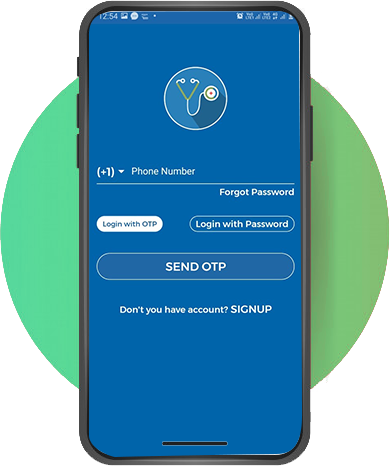 12:54
(+1) Phone Number
Forgot Password
Login with OTP Login with Password
SEND OTP
Don't you have account? SIGNUP